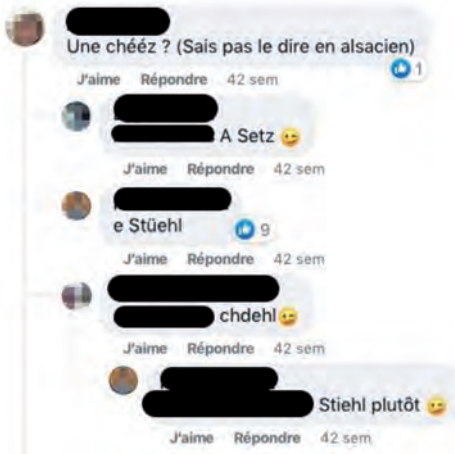 Une chééz ? (Sais pas le dire en alsacien)
1
J'aime Répondre 42 sem
A Setz 😉
J'aime Répondre 42 sem
e Stüehl
9
J'aime Répondre 42 sem
chdehl😉
J'aime Répondre 42 sem
Stiehl plutôt 😉
J'aime Répondre 42 sem